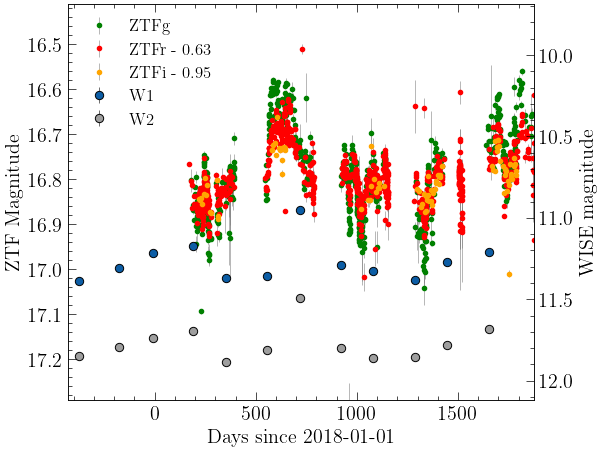 ZTFg
ZTFr - 0.63
ZTFi - 0.95
W1
W2
16.5
16.6
16.7
16.8
16.9
17.0
17.1
17.2
ZTF Magnitude
10.0
10.5
11.0
11.5
12.0
WISE magnitude
0
500
1000
1500
Days since 2018-01-01